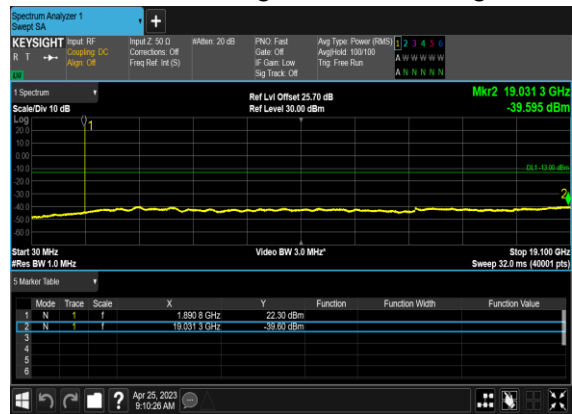 Spectrum Analyzer 1
Swept SA
KEYSIGHT
R T
Input: RF
Coupling: DC
Align: Off
Input Z: 50 Ω
Corrections: Off
Freq Ref: Int (S)
#Atten: 20 dB
PNO: Fast
Gate: Off
IF Gain: Low
Sig Track: Off
Avg Type: Power (RMS)
Avg|Hold: 100/100
Trig: Free Run
1 2 3 4 5 6
A W W W W W
A N N N N N
1 Spectrum
Scale/Div 10 dB
Ref Lvl Offset 25.70 dB
Ref Level 30.00 dBm
Mkr2 19.031 3 GHz
-39.595 dBm
Log
20.0
10.0
0.00
-10.0
-20.0
-30.0
-40.0
-50.0
-60.0
1
DL1 -13.00 dBm
2
Start 30 MHz
#Res BW 1.0 MHz
Video BW 3.0 MHz*
Stop 19.100 GHz
Sweep 32.0 ms (40001 pts)
5 Marker Table
Mode Trace Scale X Y Function Function Width Function Value
1 N 1 f 1.890 8 GHz 22.30 dBm
2 N 1 f 19.031 3 GHz -39.60 dBm
3
4
5
6
?
Apr 25, 2023
9:10:26 AM